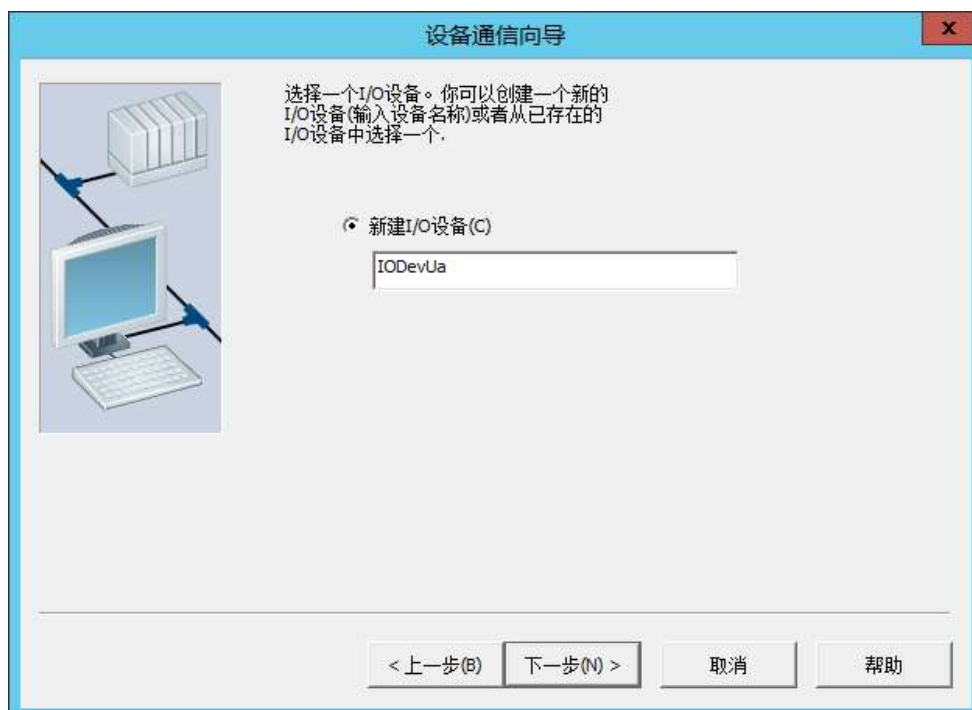 设备通信向导
x
选择一个I/O设备。你可以创建一个新的
I/O设备(输入设备名称)或者从已存在的
I/O设备中选择一个.
新建I/O设备(C)
IODevUa
<上一步(B)
下一步(N) >
取消
帮助